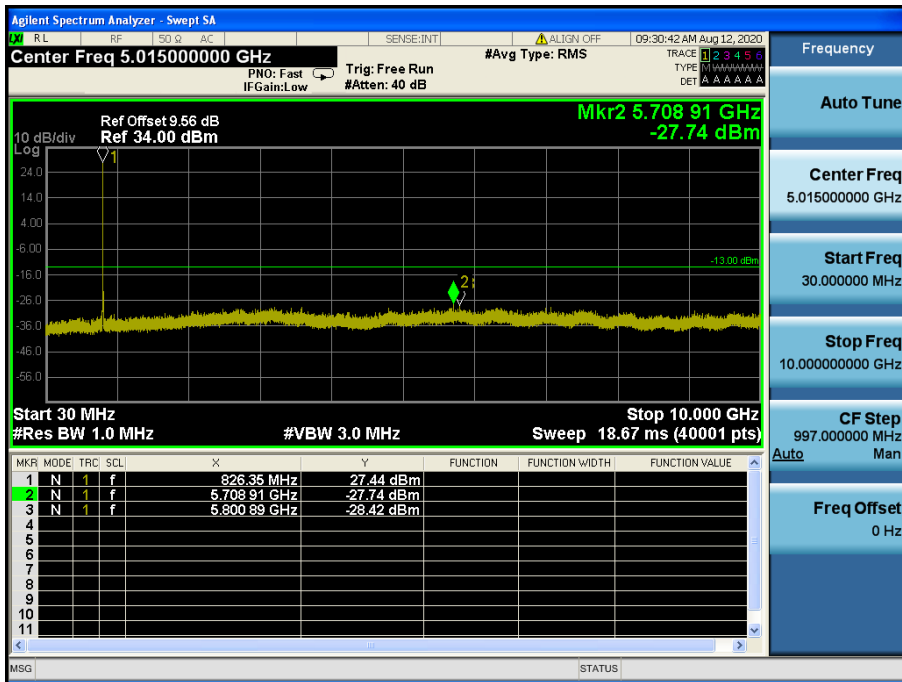 Agilent Spectrum Analyzer - Swept SA
LXI RL RF 50 Ω AC SENSE:INT ALIGN OFF 09:30:42 AM Aug 12, 2020
Center Freq 5.015000000 GHz
PNO: Fast
IFGain:Low
Trig: Free Run
#Atten: 40 dB
#Avg Type: RMS
TRACE 1 2 3 4 5 6
TYPE M WWWWW
DET A A A A A A
Mkr2 5.708 91 GHz
-27.74 dBm
Ref Offset 9.56 dB
10 dB/div Ref 34.00 dBm
Log
1
24.0
14.0
4.00
-6.00
-13.00 dBm
-16.0
2
-26.0
-36.0
-46.0
-56.0
Start 30 MHz Stop 10.000 GHz
#Res BW 1.0 MHz #VBW 3.0 MHz Sweep 18.67 ms (40001 pts)
MKR MODE TRC SCL X Y FUNCTION FUNCTION WIDTH FUNCTION VALUE
1 N 1 f 826.35 MHz 27.44 dBm
2 N 1 f 5.708 91 GHz -27.74 dBm
3 N 1 f 5.800 89 GHz -28.42 dBm
4
5
6
7
8
9
10
11
MSG STATUS
Frequency
Auto Tune
Center Freq
5.015000000 GHz
Start Freq
30.000000 MHz
Stop Freq
10.000000000 GHz
CF Step
997.000000 MHz
Auto Man
Freq Offset
0 Hz